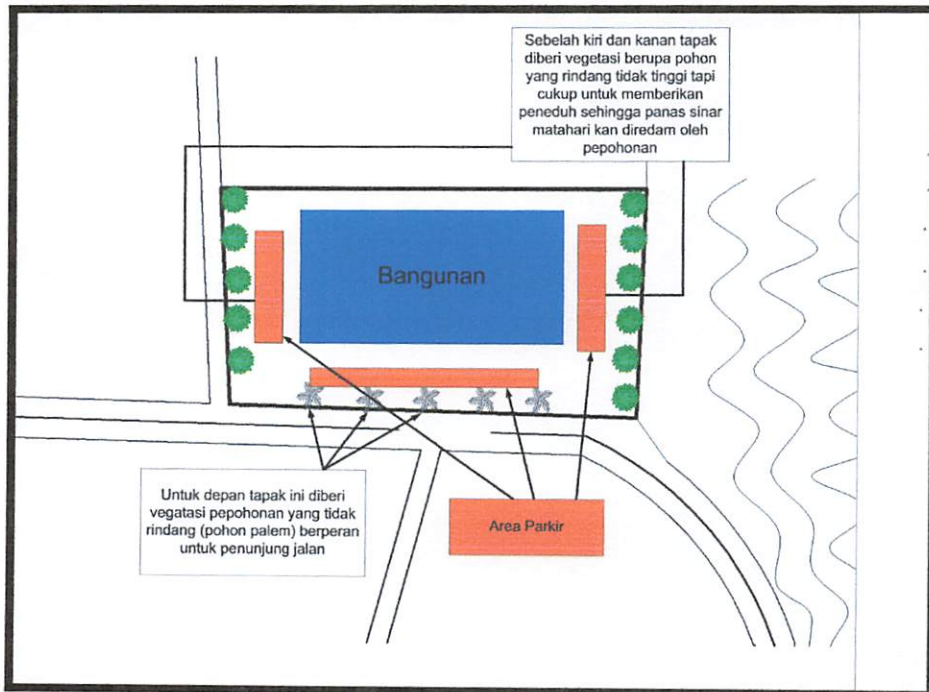 Sebelah kiri dan kanan tapak
diberi vegetasi berupa pohon
yang rindang tidak tinggi tapi
cukup untuk memberikan
peneduh sehingga panas sinar
matahari kan diredam oleh
pepohonan
Bangunan
Untuk depan tapak ini diberi
vegatasi pepohonan yang tidak
rindang (pohon palem) berperan
untuk penunjung jalan
Area Parkir